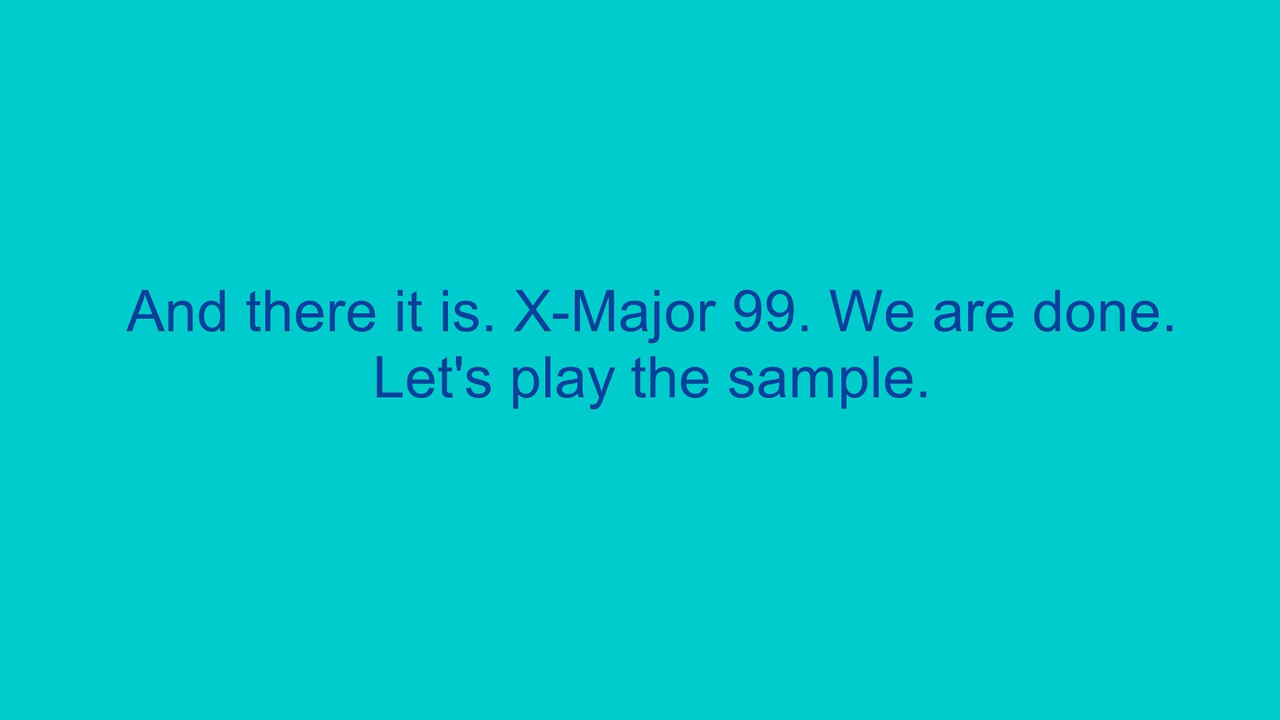 And there it is. X-Major 99. We are done.
Let's play the sample.